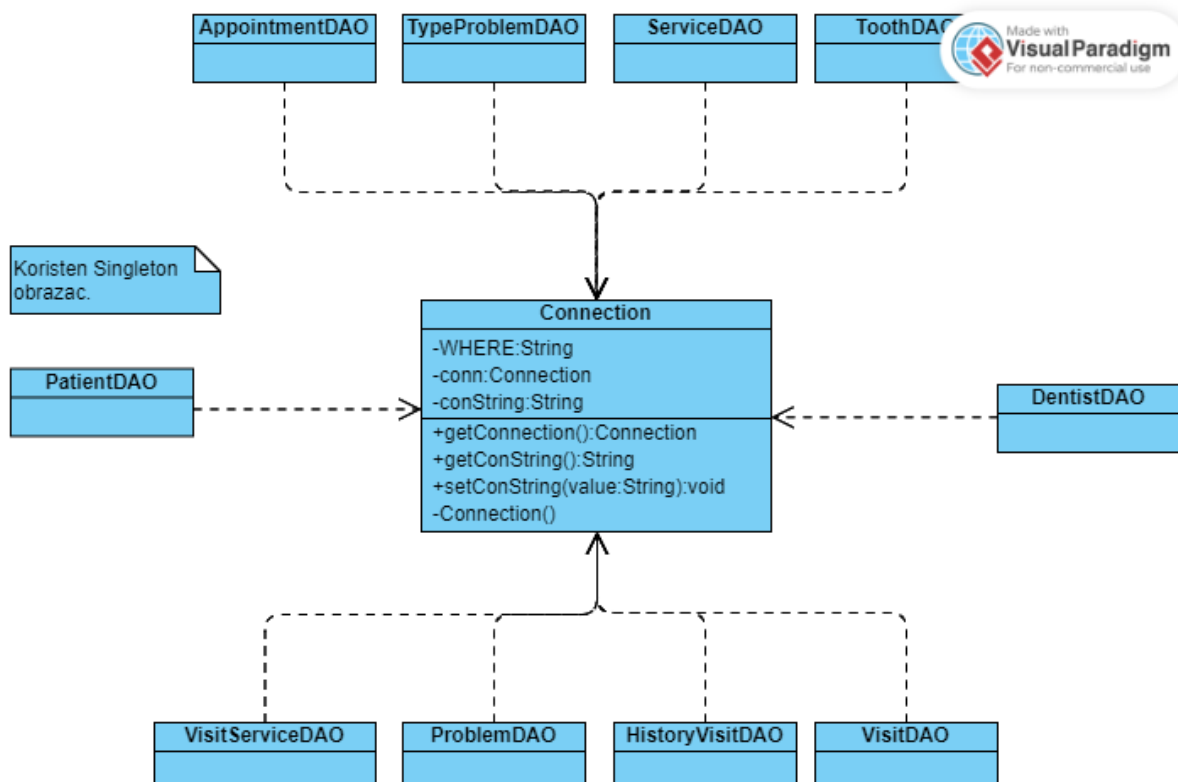 AppointmentDAO
TypeProblemDAO
ServiceDAO
ToothDAO
Made with
Visual Paradigm
For non-commercial use
Koristen Singleton
obrazac.
Connection
-WHERE:String
-conn:Connection
-conString:String
+getConnection():Connection
+getConString():String
+setConString(value:String):void
-Connection()
PatientDAO
DentistDAO
VisitServiceDAO
ProblemDAO
HistoryVisitDAO
VisitDAO